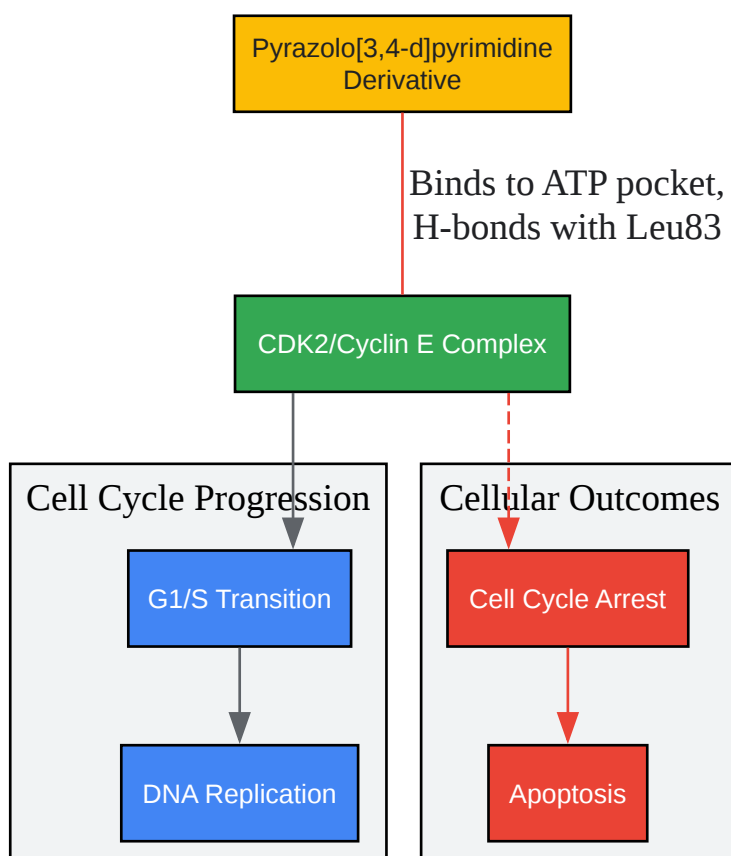 Pyrazolo[3,4-d]pyrimidine
Derivative
Binds to ATP pocket,
H-bonds with Leu83
CDK2/Cyclin E Complex
Cell Cycle Progression
G1/S Transition
DNA Replication
Cellular Outcomes
Cell Cycle Arrest
Apoptosis